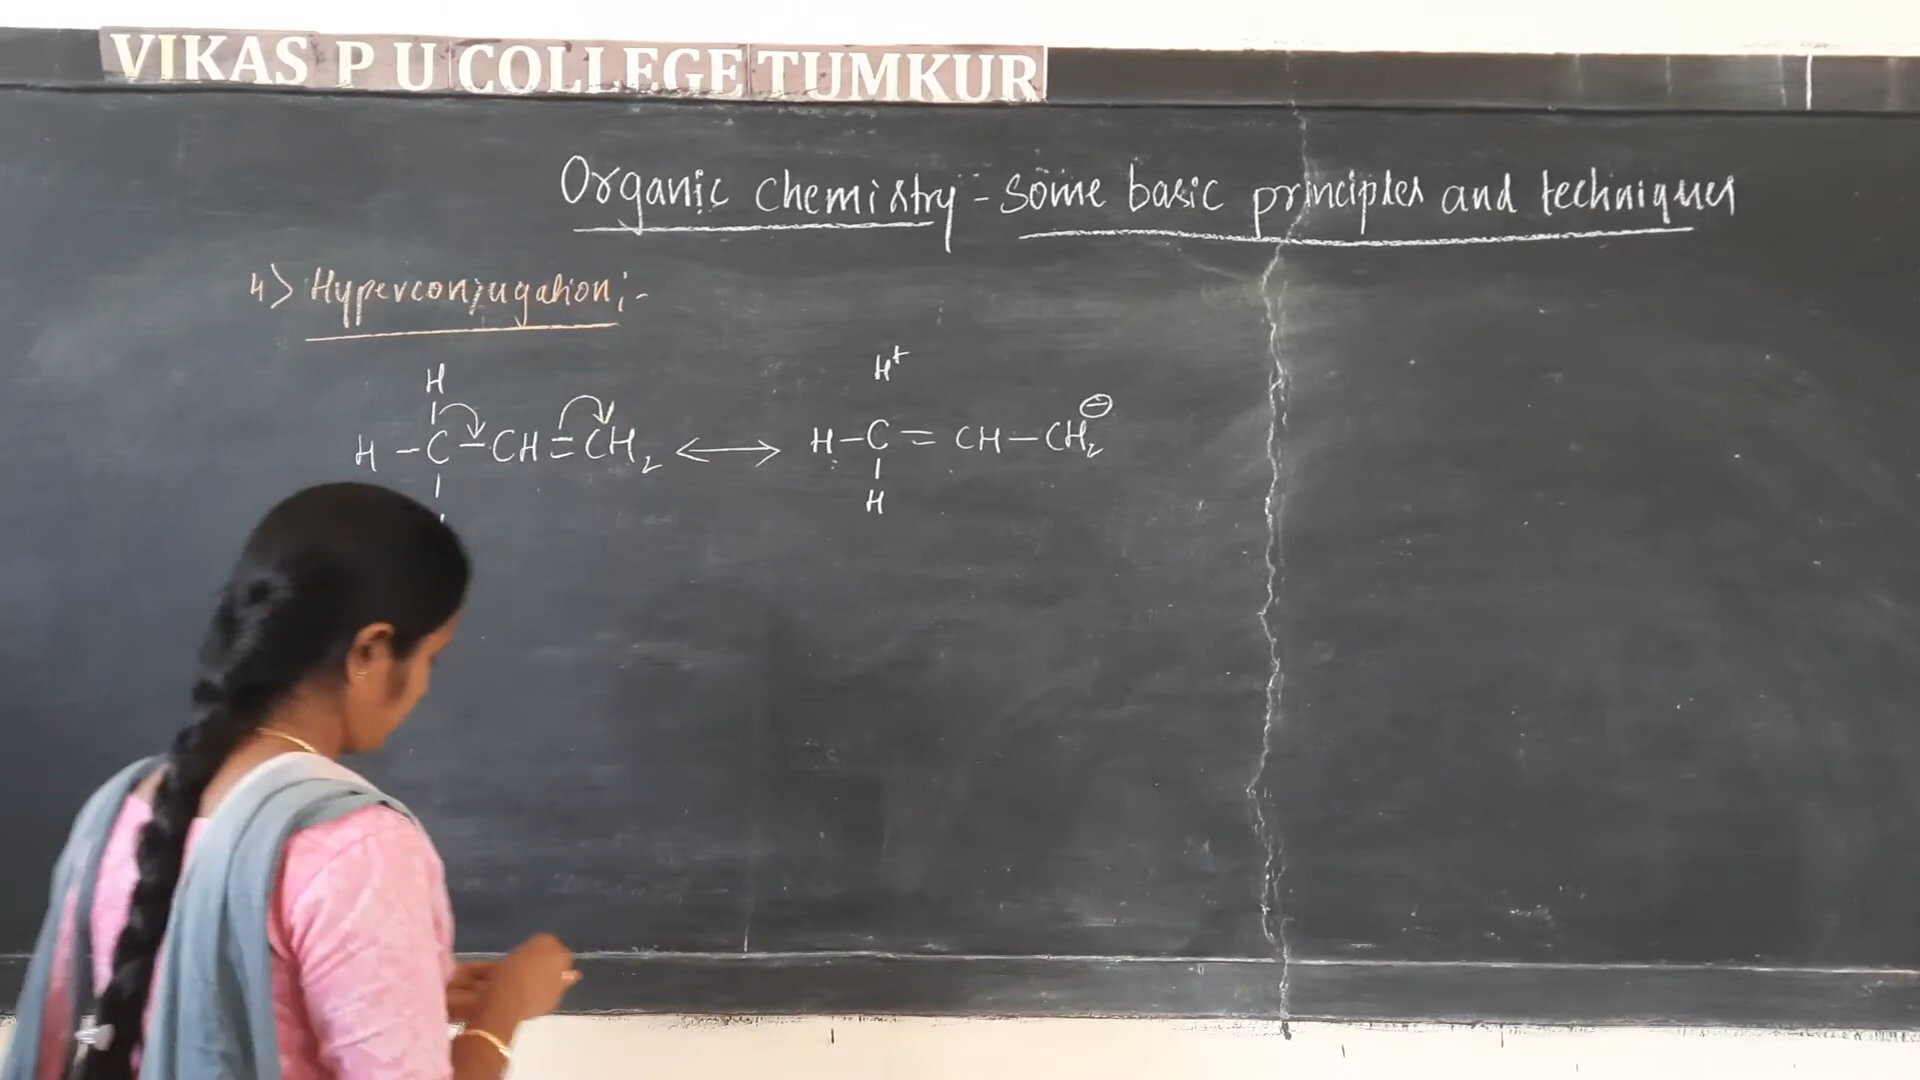 VIKAS P U COLLEGE TUMKUR
Organic chemistry - Some basic principles and techniques
4) Hyperconjugation :-
H H⁺
H - C - CH = CH₂ ⟷ H - C = CH - CH₂⊖
H